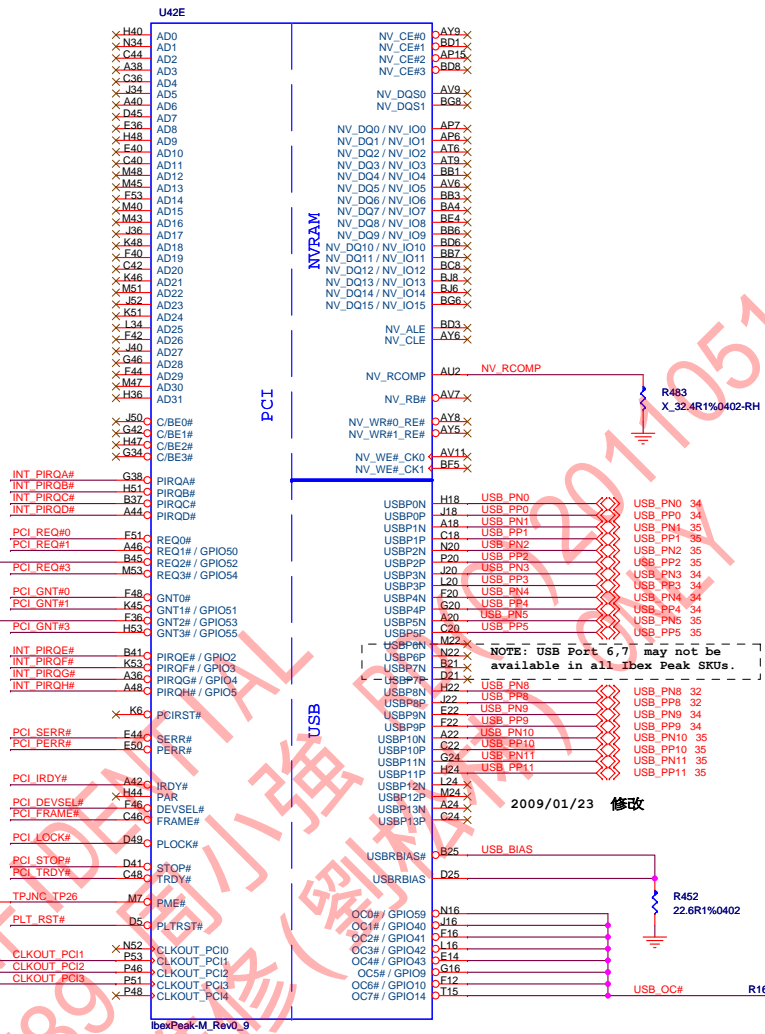 U42E
H40 AD0 NV_CE#0 AY9
N34 AD1 NV_CE#1 BD1
C44 AD2 NV_CE#2 AP15
A38 AD3 NV_CE#3 BD8
C36 AD4
J34 AD5 NV_DQS0 AV9
A40 AD6 NV_DQS1 BG8
D45 AD7
E36 AD8 NV_DQ0 / NV_IO0 AP7
H48 AD9 NV_DQ1 / NV_IO1 AP6
E40 AD10 NV_DQ2 / NV_IO2 AT6
C40 AD11 NV_DQ3 / NV_IO3 AT9
M48 AD12 NV_DQ4 / NV_IO4 BB1
M45 AD13 NV_DQ5 / NV_IO5 AV6
F53 AD14 NV_DQ6 / NV_IO6 BB3
M40 AD15 NV_DQ7 / NV_IO7 BA4
M43 AD16 NV_DQ8 / NV_IO8 BE4
J36 AD17 NV_DQ9 / NV_IO9 BB6
K48 AD18 NV_DQ10 / NV_IO10 BD6
F40 AD19 NV_DQ11 / NV_IO11 BB7
C42 AD20 NV_DQ12 / NV_IO12 BC8
K46 AD21 NV_DQ13 / NV_IO13 BJ8
M51 AD22 NV_DQ14 / NV_IO14 BJ6
J52 AD23 NV_DQ15 / NV_IO15 BG6
K51 AD24
L34 AD25 NV_ALE BD3
F42 AD26 NV_CLE AY6
J40 AD27
G46 AD28
F44 AD29 NV_RCOMP AU2 NV_RCOMP
M47 AD30
H36 AD31 NV_RB# AV7
R483
X_32.4R1%0402-RH
NVRAM
PCI
J50 C/BE0# NV_WR#0_RE# AY8
G42 C/BE1# NV_WR#1_RE# AY5
H47 C/BE2#
G34 C/BE3# NV_WE#_CK0 AV11
NV_WE#_CK1 BF5
INT_PIRQA# G38 PIRQA#
INT_PIRQB# H51 PIRQB#
INT_PIRQC# B37 PIRQC#
INT_PIRQD# A44 PIRQD#
PCI_REQ#0 F51 REQ0#
PCI_REQ#1 A46 REQ1# / GPIO50
B45 REQ2# / GPIO52
PCI_REQ#3 M53 REQ3# / GPIO54
PCI_GNT#0 F48 GNT0#
PCI_GNT#1 K45 GNT1# / GPIO51
F36 GNT2# / GPIO53
PCI_GNT#3 H53 GNT3# / GPIO55
INT_PIRQE# B41 PIRQE# / GPIO2
INT_PIRQF# K53 PIRQF# / GPIO3
INT_PIRQG# A36 PIRQG# / GPIO4
INT_PIRQH# A48 PIRQH# / GPIO5
K6 PCIRST#
PCI_SERR# E44 SERR#
PCI_PERR# E50 PERR#
PCI_IRDY# A42 IRDY#
H44 PAR
PCI_DEVSEL# F46 DEVSEL#
PCI_FRAME# C46 FRAME#
PCI_LOCK# D49 PLOCK#
PCI_STOP# D41 STOP#
PCI_TRDY# C48 TRDY#
TPJNC_TP26 M7 PME#
PLT_RST# D5 PLTRST#
N52 CLKOUT_PCI0
CLKOUT_PCI1 P53 CLKOUT_PCI1
CLKOUT_PCI2 P46 CLKOUT_PCI2
CLKOUT_PCI3 P51 CLKOUT_PCI3
P48 CLKOUT_PCI4
IbexPeak-M_Rev0_9
USBP0N H18 USB_PN0 USB_PN0 34
USBP0P J18 USB_PP0 USB_PP0 34
USBP1N A18 USB_PN1 USB_PN1 35
USBP1P C18 USB_PP1 USB_PP1 35
USBP2N N20 USB_PN2 USB_PN2 35
USBP2P P20 USB_PP2 USB_PP2 35
USBP3N J20 USB_PN3 USB_PN3 34
USBP3P L20 USB_PP3 USB_PP3 34
USBP4N F20 USB_PN4 USB_PN4 34
USBP4P G20 USB_PP4 USB_PP4 34
USBP5N A20 USB_PN5 USB_PN5 35
USBP5P C20 USB_PP5 USB_PP5 35
USBP6N M22
USBP6P N22
USBP7N B21
USBP7P D21
NOTE: USB Port 6,7 may not be
available in all Ibex Peak SKUs.
USBP8N H22 USB_PN8 USB_PN8 32
USBP8P J22 USB_PP8 USB_PP8 32
USBP9N E22 USB_PN9 USB_PN9 34
USBP9P F22 USB_PP9 USB_PP9 34
USBP10N A22 USB_PN10 USB_PN10 35
USBP10P C22 USB_PP10 USB_PP10 35
USBP11N G24 USB_PN11 USB_PN11 35
USBP11P H24 USB_PP11 USB_PP11 35
USBP12N L24
USBP12P M24
USBP13N A24
USBP13P C24
USB
2009/01/23 修改
USBRBIAS# B25 USB_BIAS
USBRBIAS D25
R452
22.6R1%0402
OC0# / GPIO59 N16
OC1# / GPIO40 J16
OC2# / GPIO41 F16
OC3# / GPIO42 L16
OC4# / GPIO43 E14
OC5# / GPIO9 G16
OC6# / GPIO10 F12
OC7# / GPIO14 T15 USB_OC# R16
周小強
修(劉松林)
2011051
ONLY